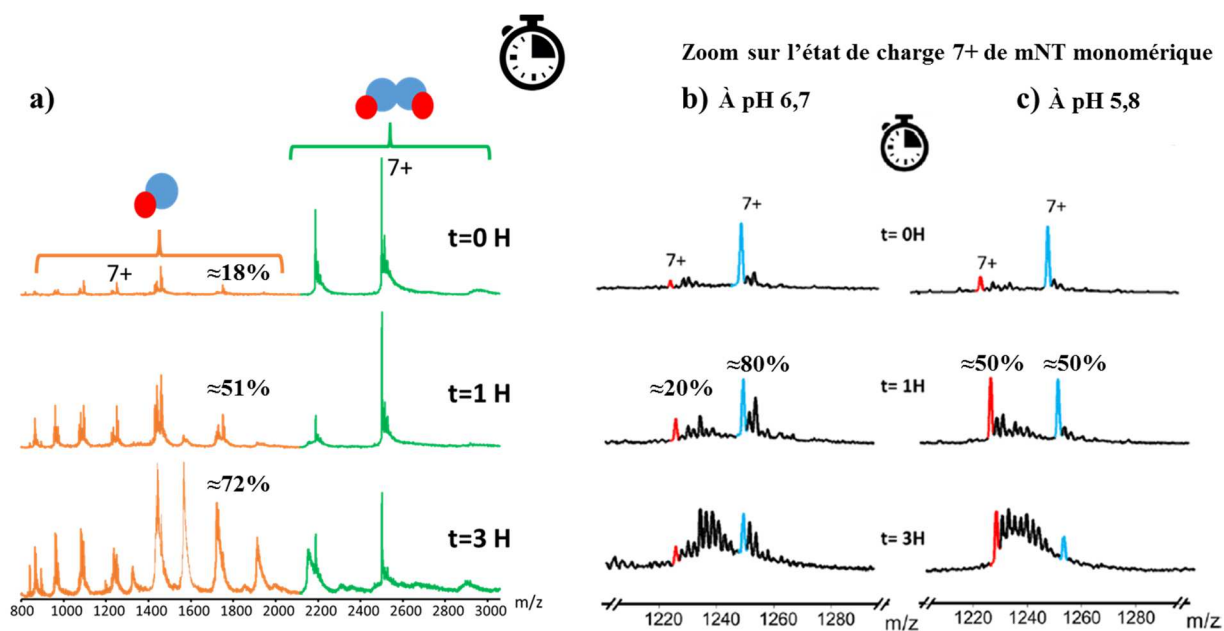 Zoom sur l’état de charge 7+ de mNT monomérique
a)
b) À pH 6,7
c) À pH 5,8
7+
7+
≈18%
t=0 H
7+
7+
t= 0H
7+
7+
≈51%
t=1 H
≈20%
≈80%
t= 1H
≈50%
≈50%
≈72%
t=3 H
t= 3H
800 1000 1200 1400 1600 1800 2000 2200 2400 2600 2800 3000 m/z
1220 1240 1260 1280 m/z
1220 1240 1260 1280 m/z